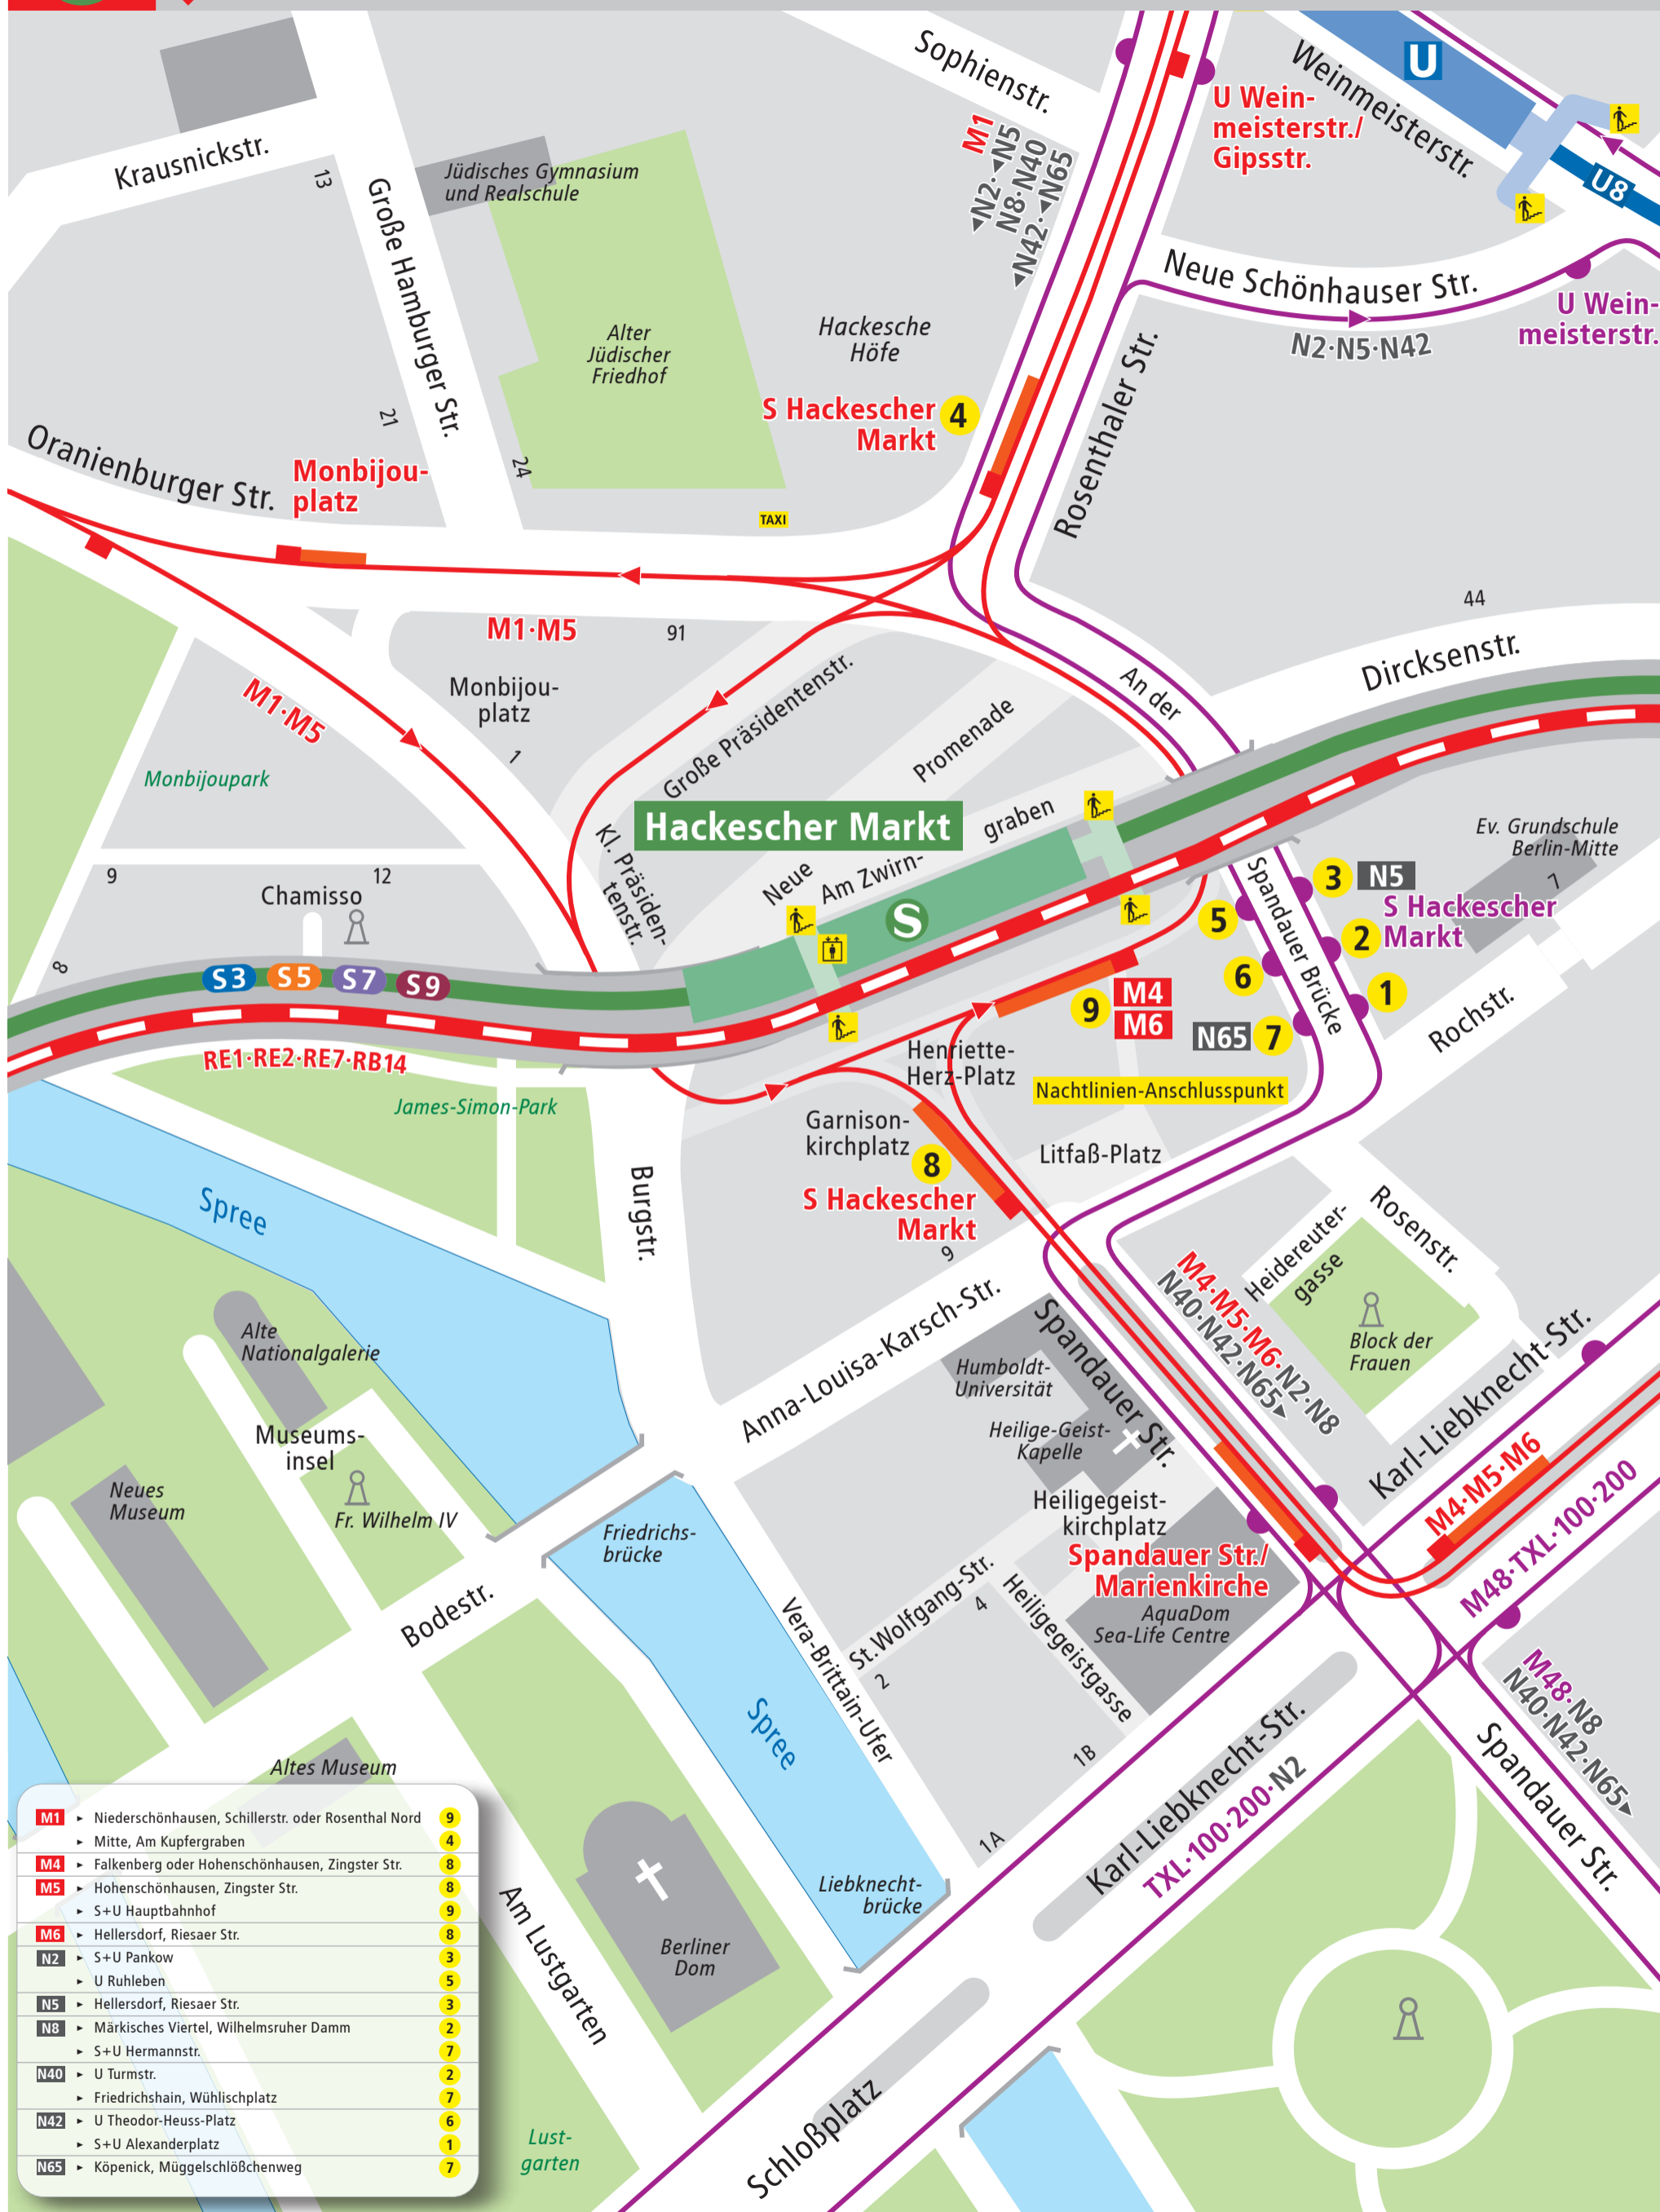 Sophienstr.
Weinmeisterstr.
U
U8
U Wein-
meisterstr./
Gipsstr.
M1
◄N2·◄N5
N8·N40
◄N42·◄N65
Krausnickstr.
13
Große Hamburger Str.
Jüdisches Gymnasium
und Realschule
Neue Schönhauser Str.
N2·N5·N42
U Wein-
meisterstr.
Alter
Jüdischer
Friedhof
Hackesche
Höfe
S Hackescher
Markt
4
Rosenthaler Str.
21
24
Oranienburger Str.
Monbijou-
platz
TAXI
M1·M5
91
44
Dircksenstr.
M1·M5
Monbijou-
platz
1
Große Präsidentenstr.
Promenade
An der
Monbijoupark
Hackescher Markt
Kl. Präsiden-
tenstr.
Neue
Am Zwirn-
graben
S
Ev. Grundschule
Berlin-Mitte
7
9
12
8
Chamisso
S3
S5
S7
S9
RE1·RE2·RE7·RB14
Spandauer Brücke
3
N5
S Hackescher
Markt
2
1
5
6
N65
7
9
M4
M6
Rochstr.
Henriette-
Herz-Platz
Nachtlinien-Anschlusspunkt
James-Simon-Park
Garnison-
kirchplatz
8
S Hackescher
Markt
9
Litfaß-Platz
Burgstr.
Spree
Rosenstr.
Heidereuter-
gasse
M4·M5·M6·N2·N8
N40·N42·N65►
Block der
Frauen
Alte
Nationalgalerie
Anna-Louisa-Karsch-Str.
Spandauer Str.
Humboldt-
Universität
Heilige-Geist-
Kapelle
Karl-Liebknecht-Str.
M4·M5·M6
M48·TXL·100·200
Museums-
insel
Neues
Museum
Fr. Wilhelm IV
Friedrichs-
brücke
Heiligegeist-
kirchplatz
Spandauer Str./
Marienkirche
AquaDom
Sea-Life Centre
Bodestr.
St.Wolfgang-Str.
4
2
Heiligegeistgasse
Vera-Brittain-Ufer
Spree
1B
1A
M48·N8
N40·N42·N65►
Spandauer Str.
Karl-Liebknecht-Str.
TXL·100·200·N2
Altes Museum
Liebknecht-
brücke
Am Lustgarten
Berliner
Dom
Lust-
garten
Schloßplatz
M1 ► Niederschönhausen, Schillerstr. oder Rosenthal Nord 9
► Mitte, Am Kupfergraben 4
M4 ► Falkenberg oder Hohenschönhausen, Zingster Str. 8
M5 ► Hohenschönhausen, Zingster Str. 8
► S+U Hauptbahnhof 9
M6 ► Hellersdorf, Riesaer Str. 8
N2 ► S+U Pankow 3
► U Ruhleben 5
N5 ► Hellersdorf, Riesaer Str. 3
N8 ► Märkisches Viertel, Wilhelmsruher Damm 2
► S+U Hermannstr. 7
N40 ► U Turmstr. 2
► Friedrichshain, Wühlischplatz 7
N42 ► U Theodor-Heuss-Platz 6
► S+U Alexanderplatz 1
N65 ► Köpenick, Müggelschlößchenweg 7